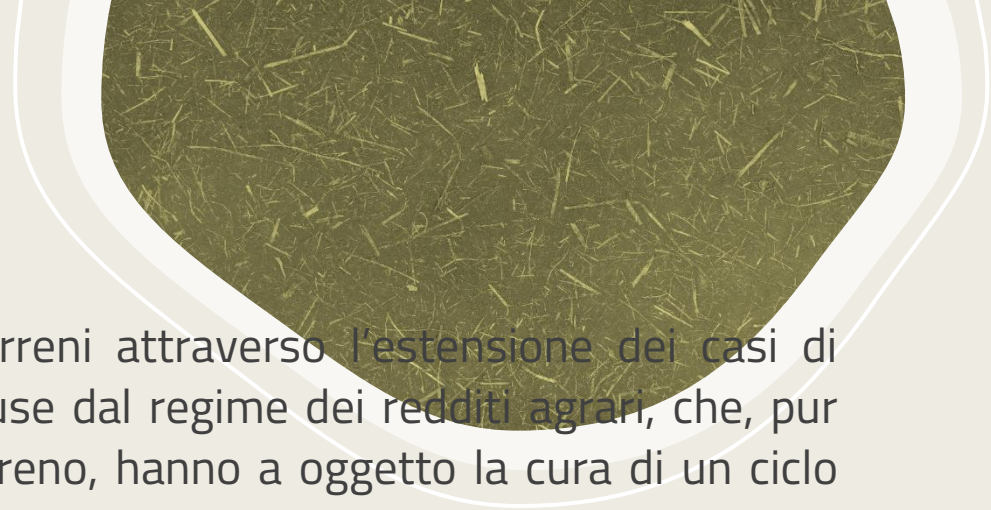 rreni attraverso l’estensione dei casi di
use dal regime dei redditi agrari, che, pur
reno, hanno a oggetto la cura di un ciclo